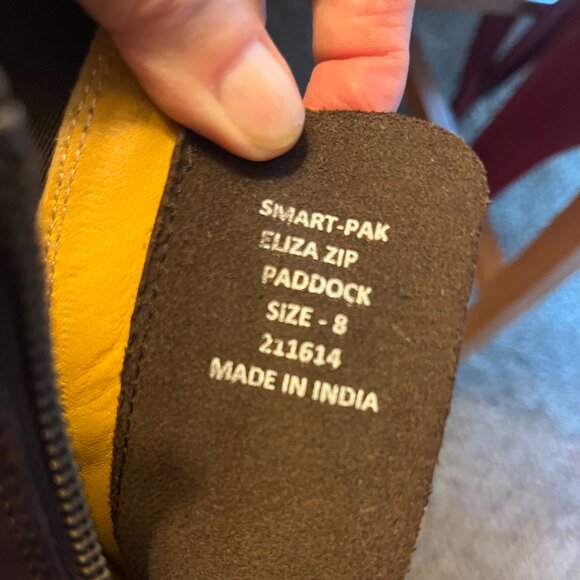 SMART-PAK
ELIZA ZIP
PADDOCK
SIZE - 8
211614
MADE IN INDIA